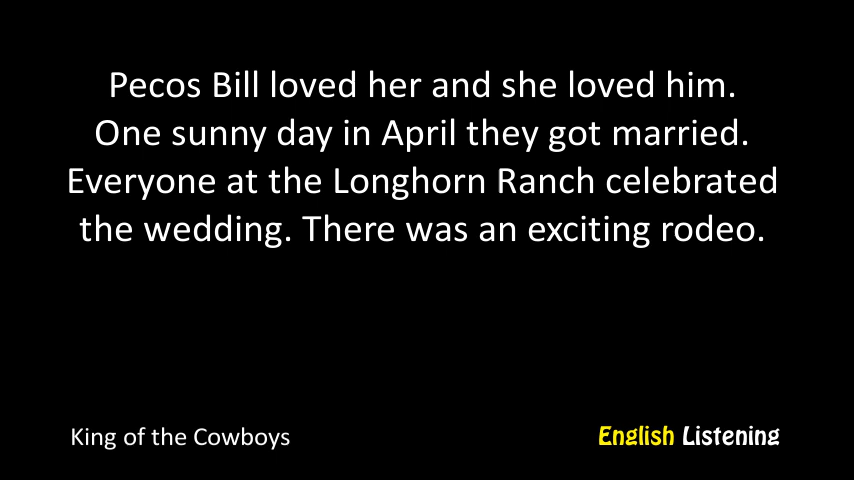 Pecos Bill loved her and she loved him.
One sunny day in April they got married.
Everyone at the Longhorn Ranch celebrated
the wedding. There was an exciting rodeo.
King of the Cowboys
English Listening